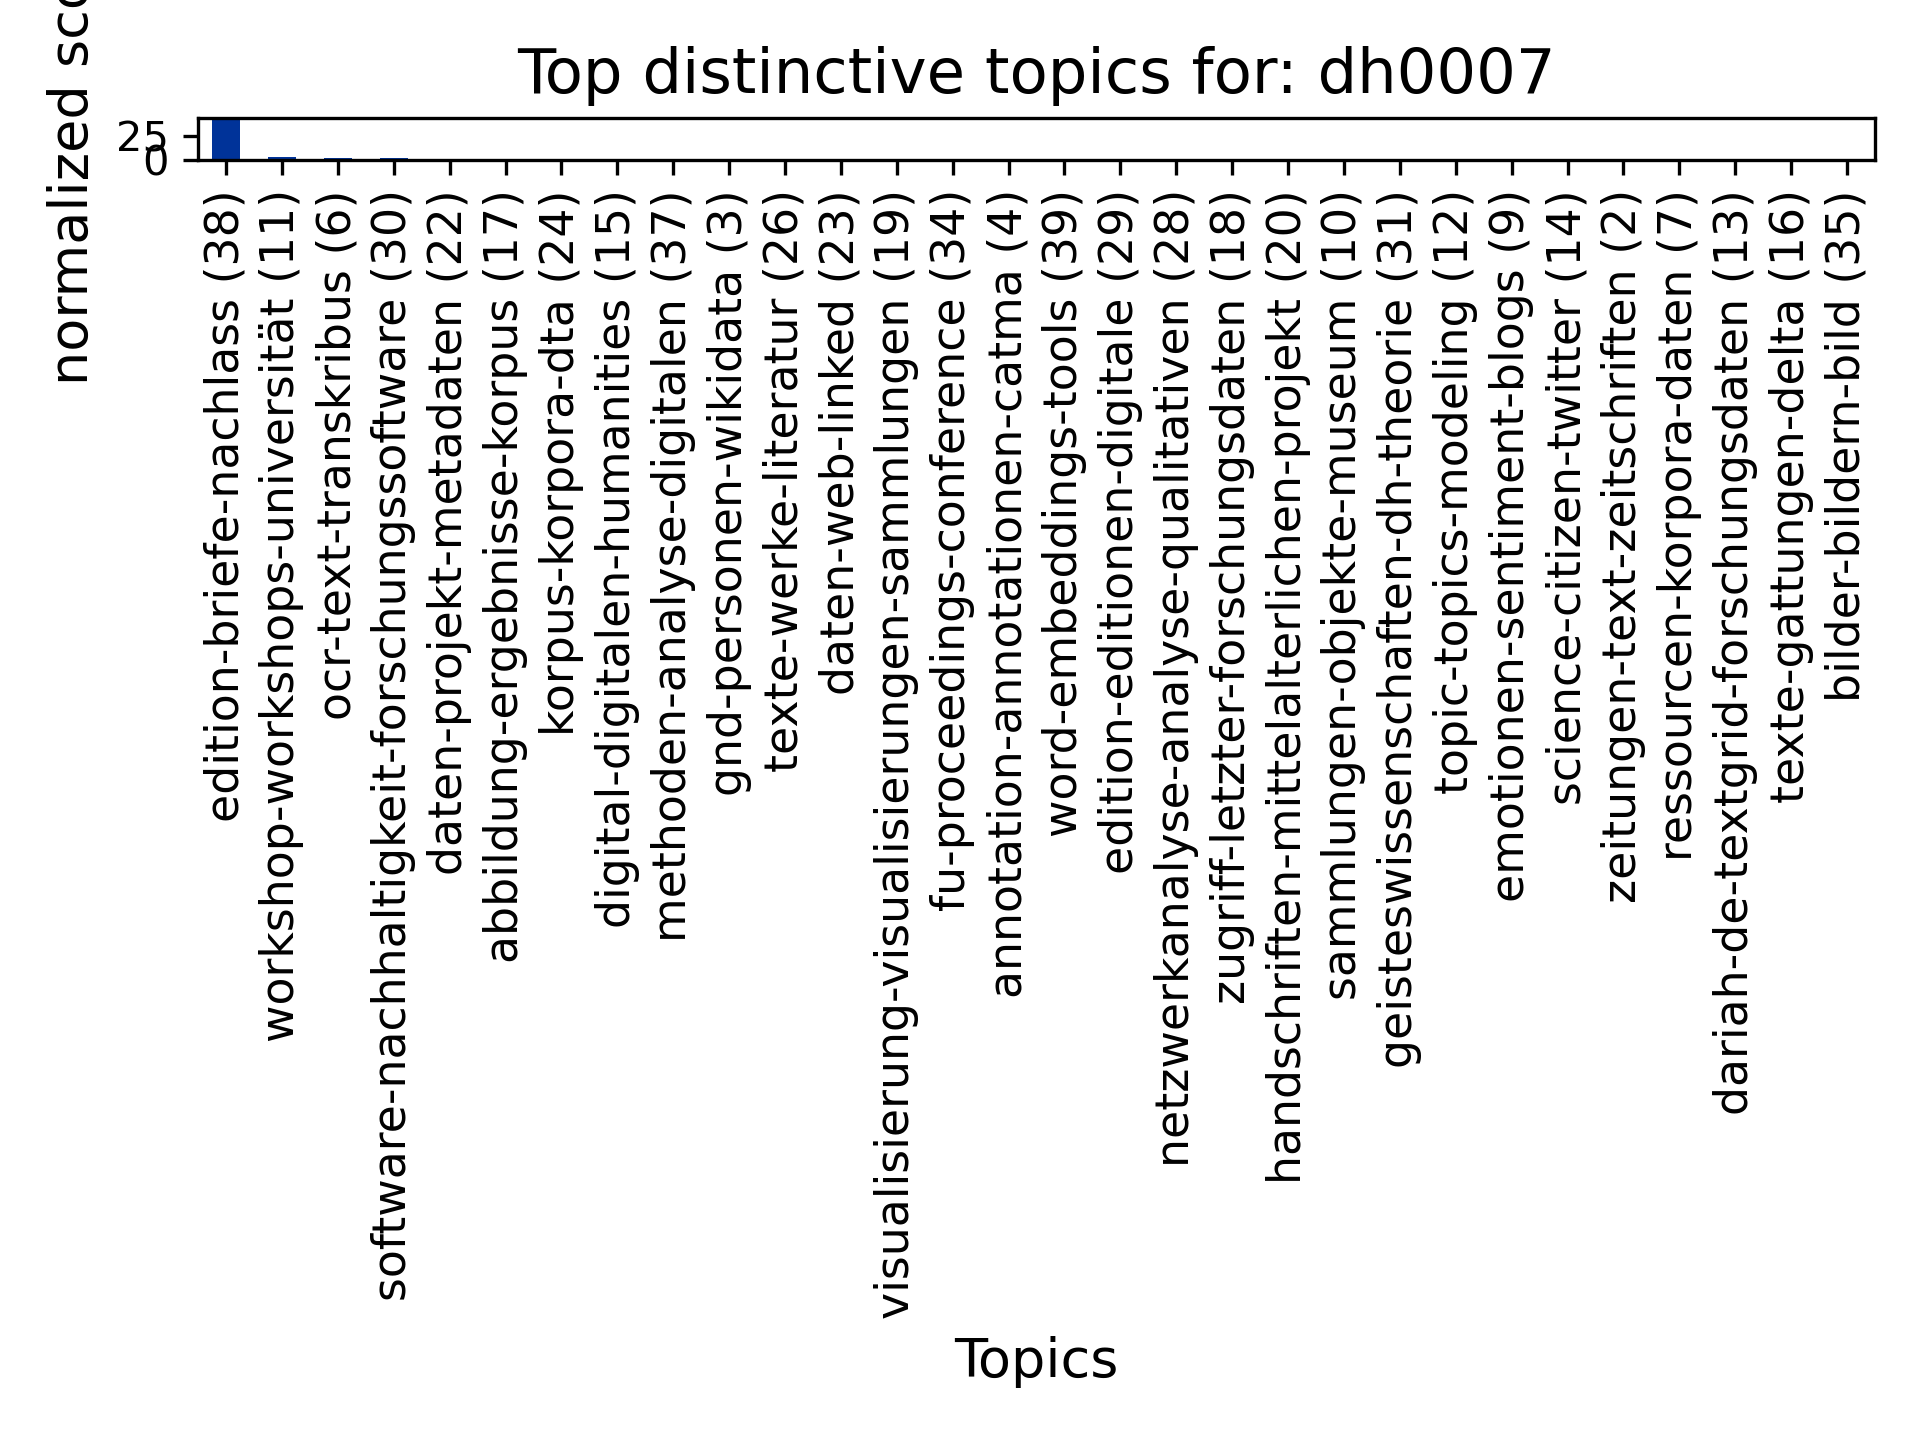 Top distinctive topics for: dh0007
normalized
25
0
edition-briefe-nachlass (38)
workshop-workshops-universität (11)
ocr-text-transkribus (6)
software-nachhaltigkeit-forschungssoftware (30)
daten-projekt-metadaten (22)
abbildung-ergebnisse-korpus (17)
korpus-korpora-dta (24)
digital-digitalen-humanities (15)
methoden-analyse-digitalen (37)
gnd-personen-wikidata (3)
texte-werke-literatur (26)
daten-web-linked (23)
visualisierung-visualisierungen-sammlungen (19)
fu-proceedings-conference (34)
annotation-annotationen-catma (4)
word-embeddings-tools (39)
edition-editionen-digitale (29)
netzwerkanalyse-analyse-qualitativen (28)
zugriff-letzter-forschungsdaten (18)
handschriften-mittelalterlichen-projekt (20)
sammlungen-objekte-museum (10)
geisteswissenschaften-dh-theorie (31)
topic-topics-modeling (12)
emotionen-sentiment-blogs (9)
science-citizen-twitter (14)
zeitungen-text-zeitschriften (2)
ressourcen-korpora-daten (7)
dariah-de-textgrid-forschungsdaten (13)
texte-gattungen-delta (16)
bilder-bildern-bild (35)
Topics